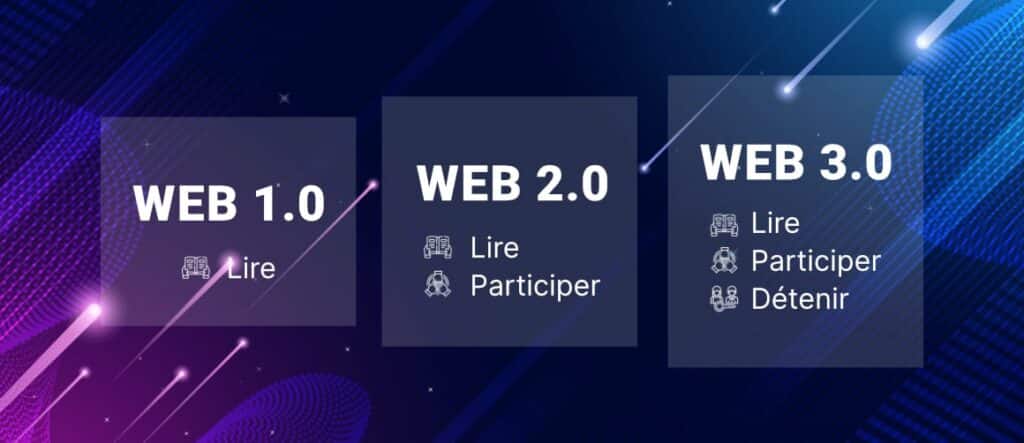 WEB 1.0
Lire
WEB 2.0
Lire
Participer
WEB 3.0
Lire
Participer
Détenir